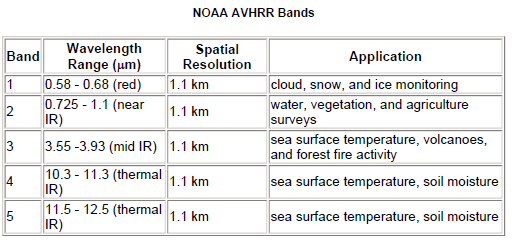 NOAA AVHRR Bands
Band Wavelength Range (µm) Spatial Resolution Application
1 0.58 - 0.68 (red) 1.1 km cloud, snow, and ice monitoring
2 0.725 - 1.1 (near IR) 1.1 km water, vegetation, and agriculture surveys
3 3.55 -3.93 (mid IR) 1.1 km sea surface temperature, volcanoes, and forest fire activity
4 10.3 - 11.3 (thermal IR) 1.1 km sea surface temperature, soil moisture
5 11.5 - 12.5 (thermal IR) 1.1 km sea surface temperature, soil moisture